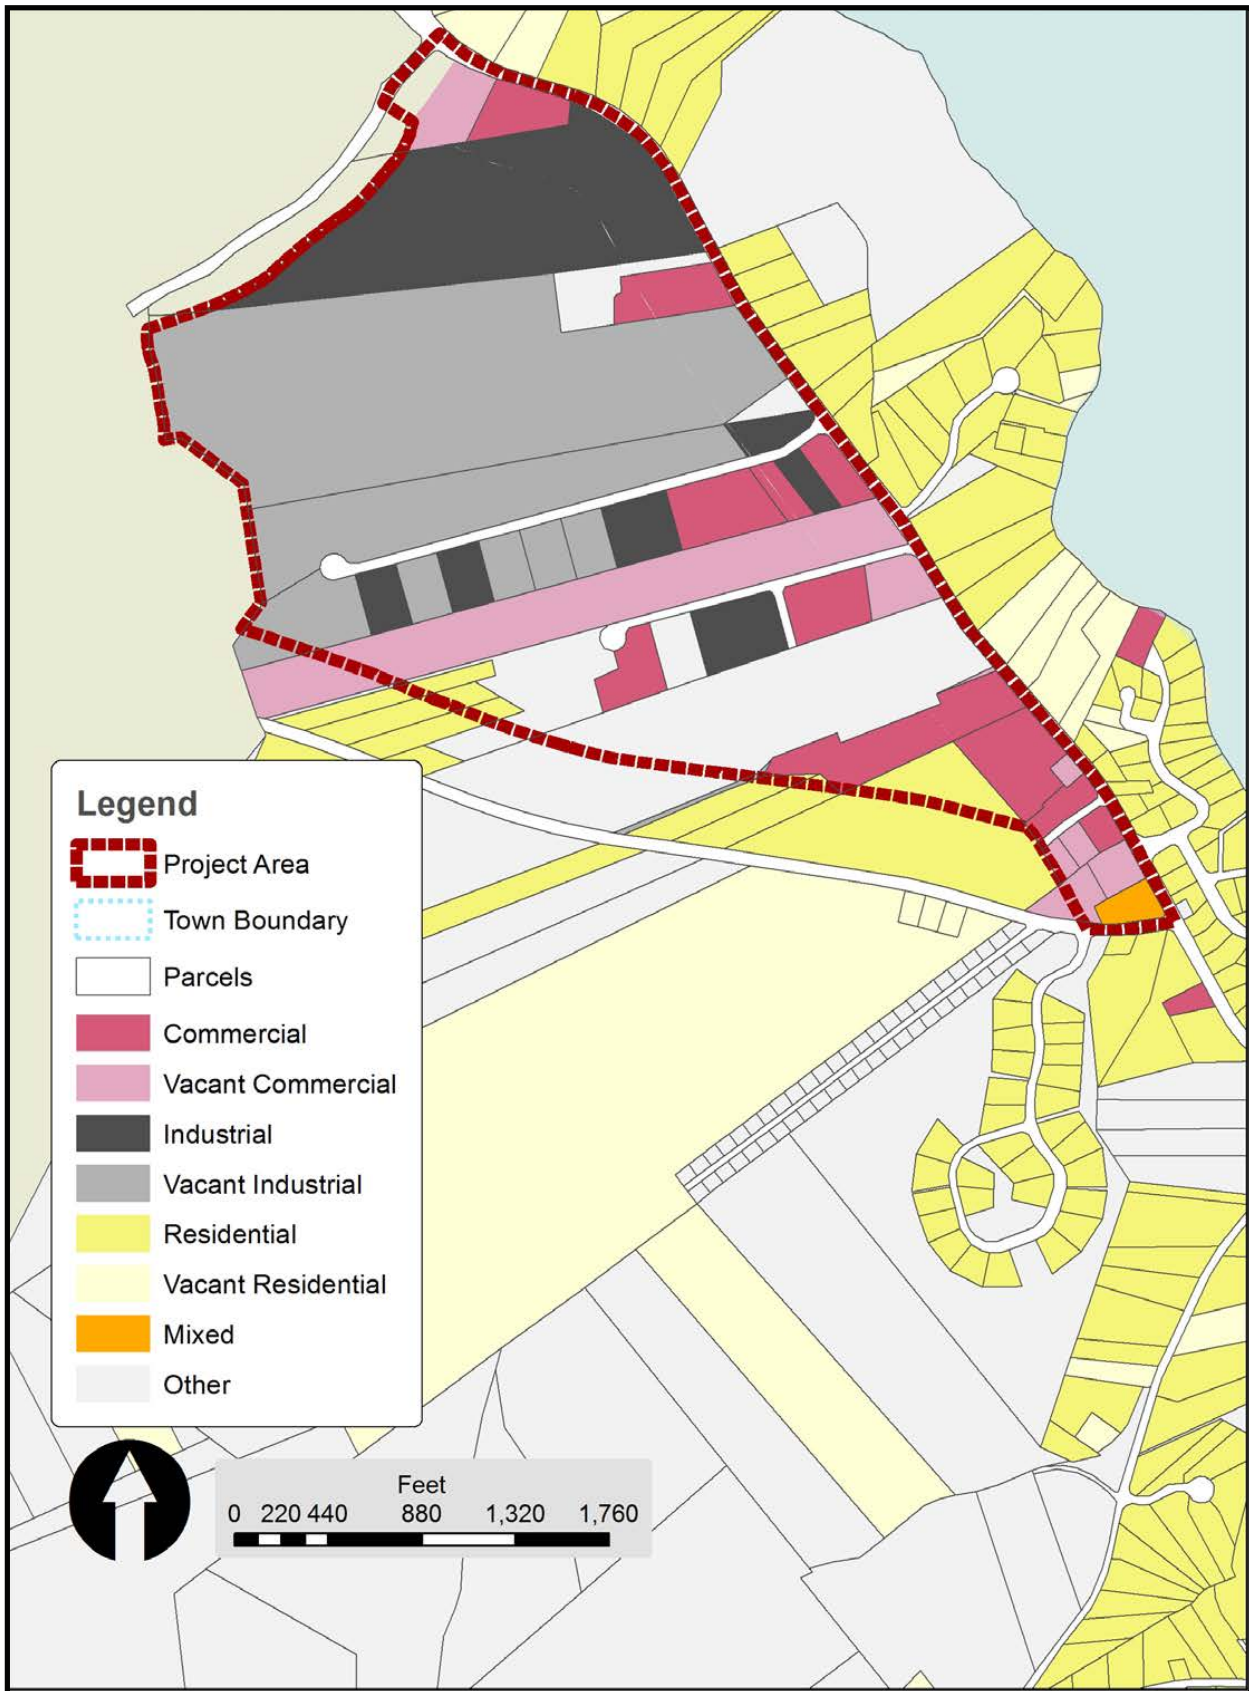 Legend
Project Area
Town Boundary
Parcels
Commercial
Vacant Commercial
Industrial
Vacant Industrial
Residential
Vacant Residential
Mixed
Other
Feet
0 220 440 880 1,320 1,760